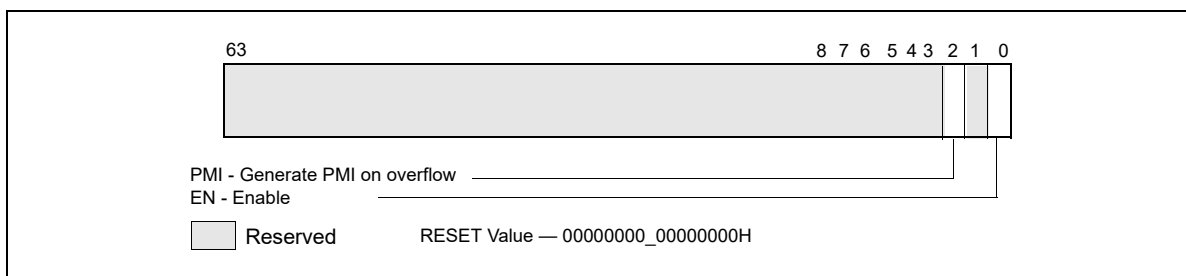 63 8 7 6 5 4 3 2 1 0
PMI - Generate PMI on overflow
EN - Enable
Reserved RESET Value — 00000000_00000000H